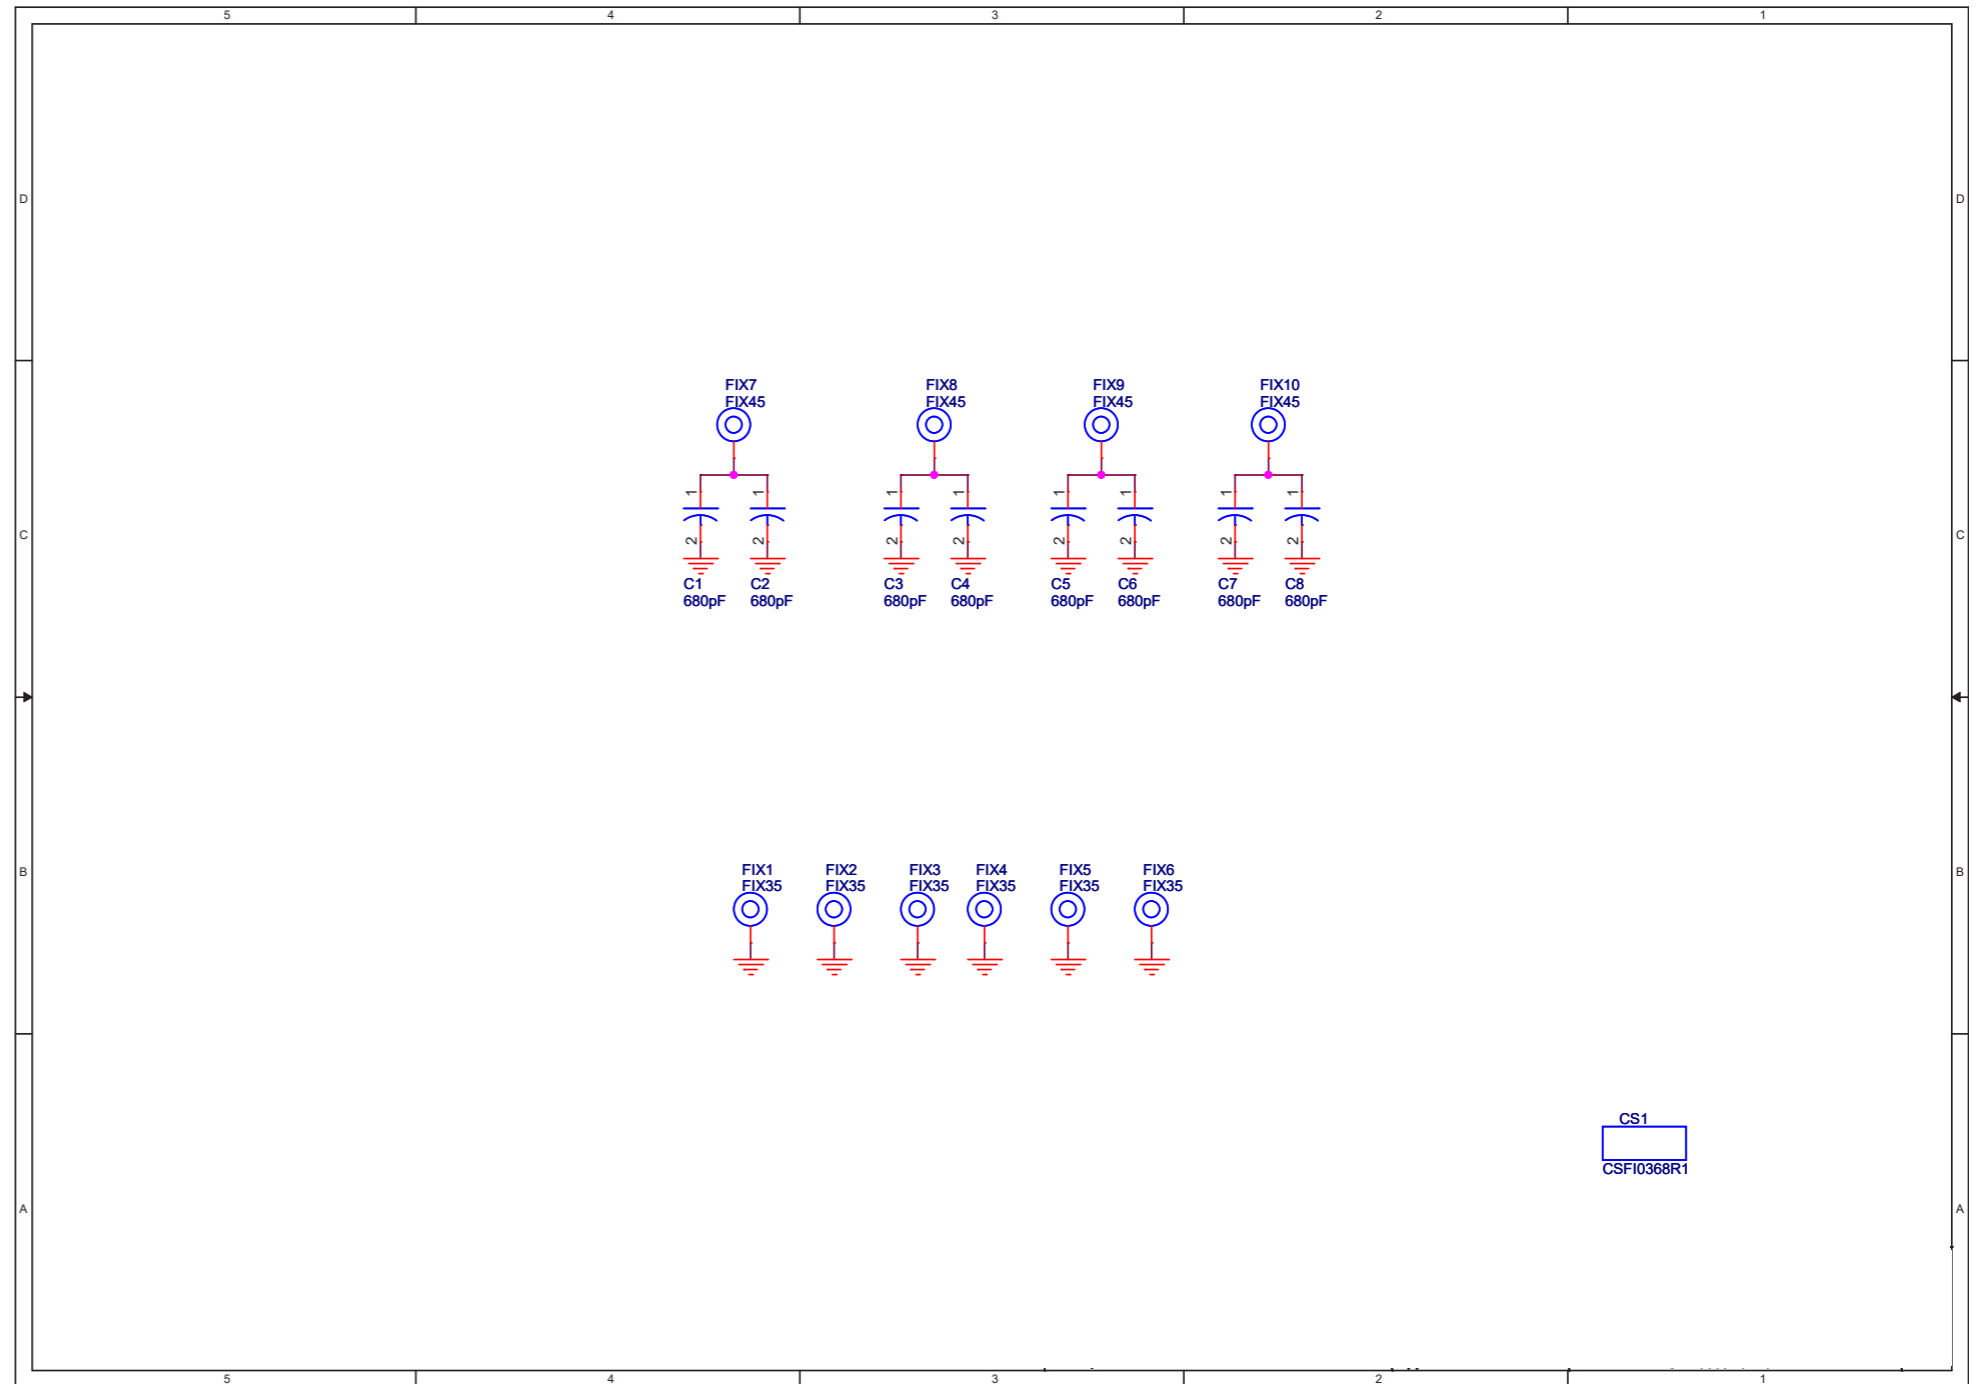 5 4 3 2 1
D D
FIX7 FIX8 FIX9 FIX10
FIX45 FIX45 FIX45 FIX45
1 1 1 1 1 1 1 1
C C
2 2 2 2 2 2 2 2
C1 C2 C3 C4 C5 C6 C7 C8
680pF 680pF 680pF 680pF 680pF 680pF 680pF 680pF
FIX1 FIX2 FIX3 FIX4 FIX5 FIX6
B B
FIX35 FIX35 FIX35 FIX35 FIX35 FIX35
CS1
CSFI0368R1
A A
5 4 3 2 1